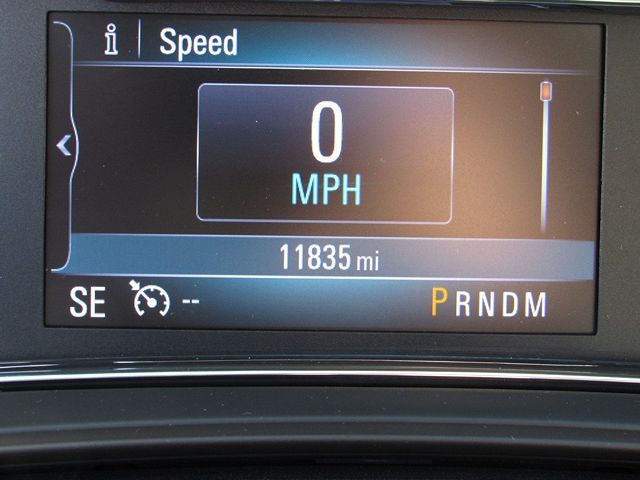 i Speed
0
MPH
11835 mi
SE -- PRNDM